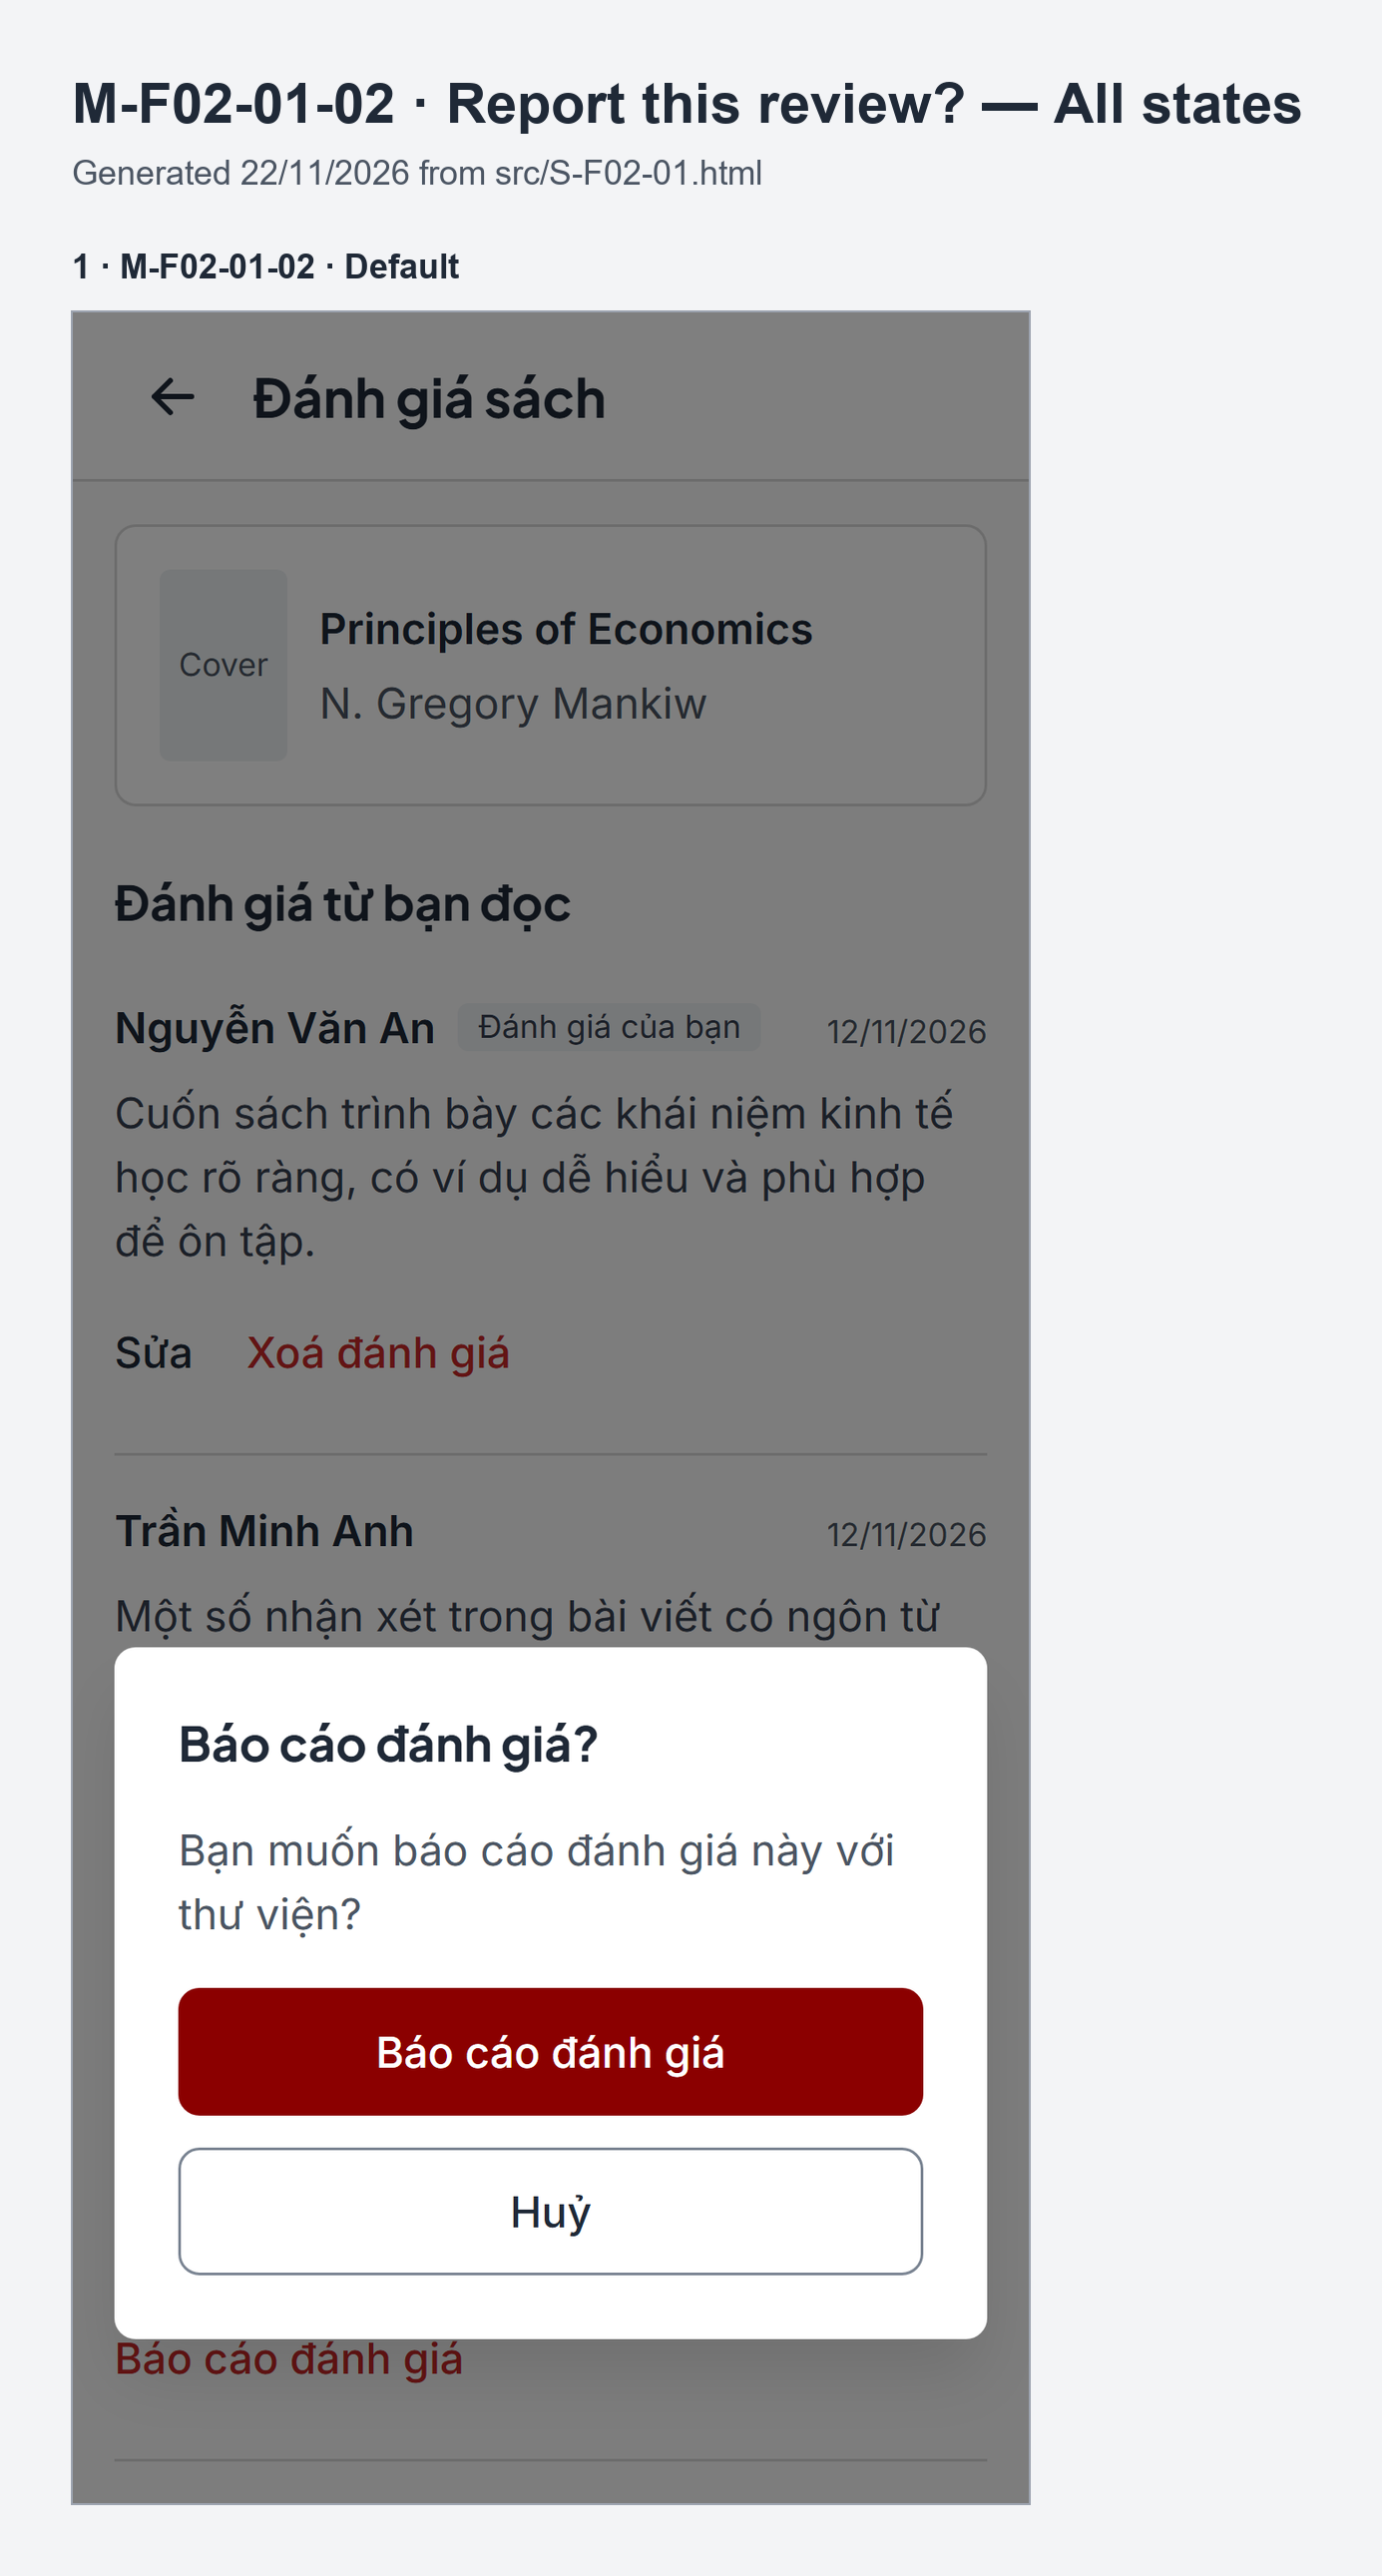 M-F02-01-02 · Report this review? — All states
Generated 22/11/2026 from src/S-F02-01.html
1 · M-F02-01-02 · Default
Đánh giá sách
Cover
Principles of Economics
N. Gregory Mankiw
Đánh giá từ bạn đọc
Nguyễn Văn An Đánh giá của bạn 12/11/2026
Cuốn sách trình bày các khái niệm kinh tế
học rõ ràng, có ví dụ dễ hiểu và phù hợp
để ôn tập.
Sửa Xoá đánh giá
Trần Minh Anh 12/11/2026
Một số nhận xét trong bài viết có ngôn từ
Báo cáo đánh giá?
Bạn muốn báo cáo đánh giá này với
thư viện?
Báo cáo đánh giá
Huỷ
Báo cáo đánh giá